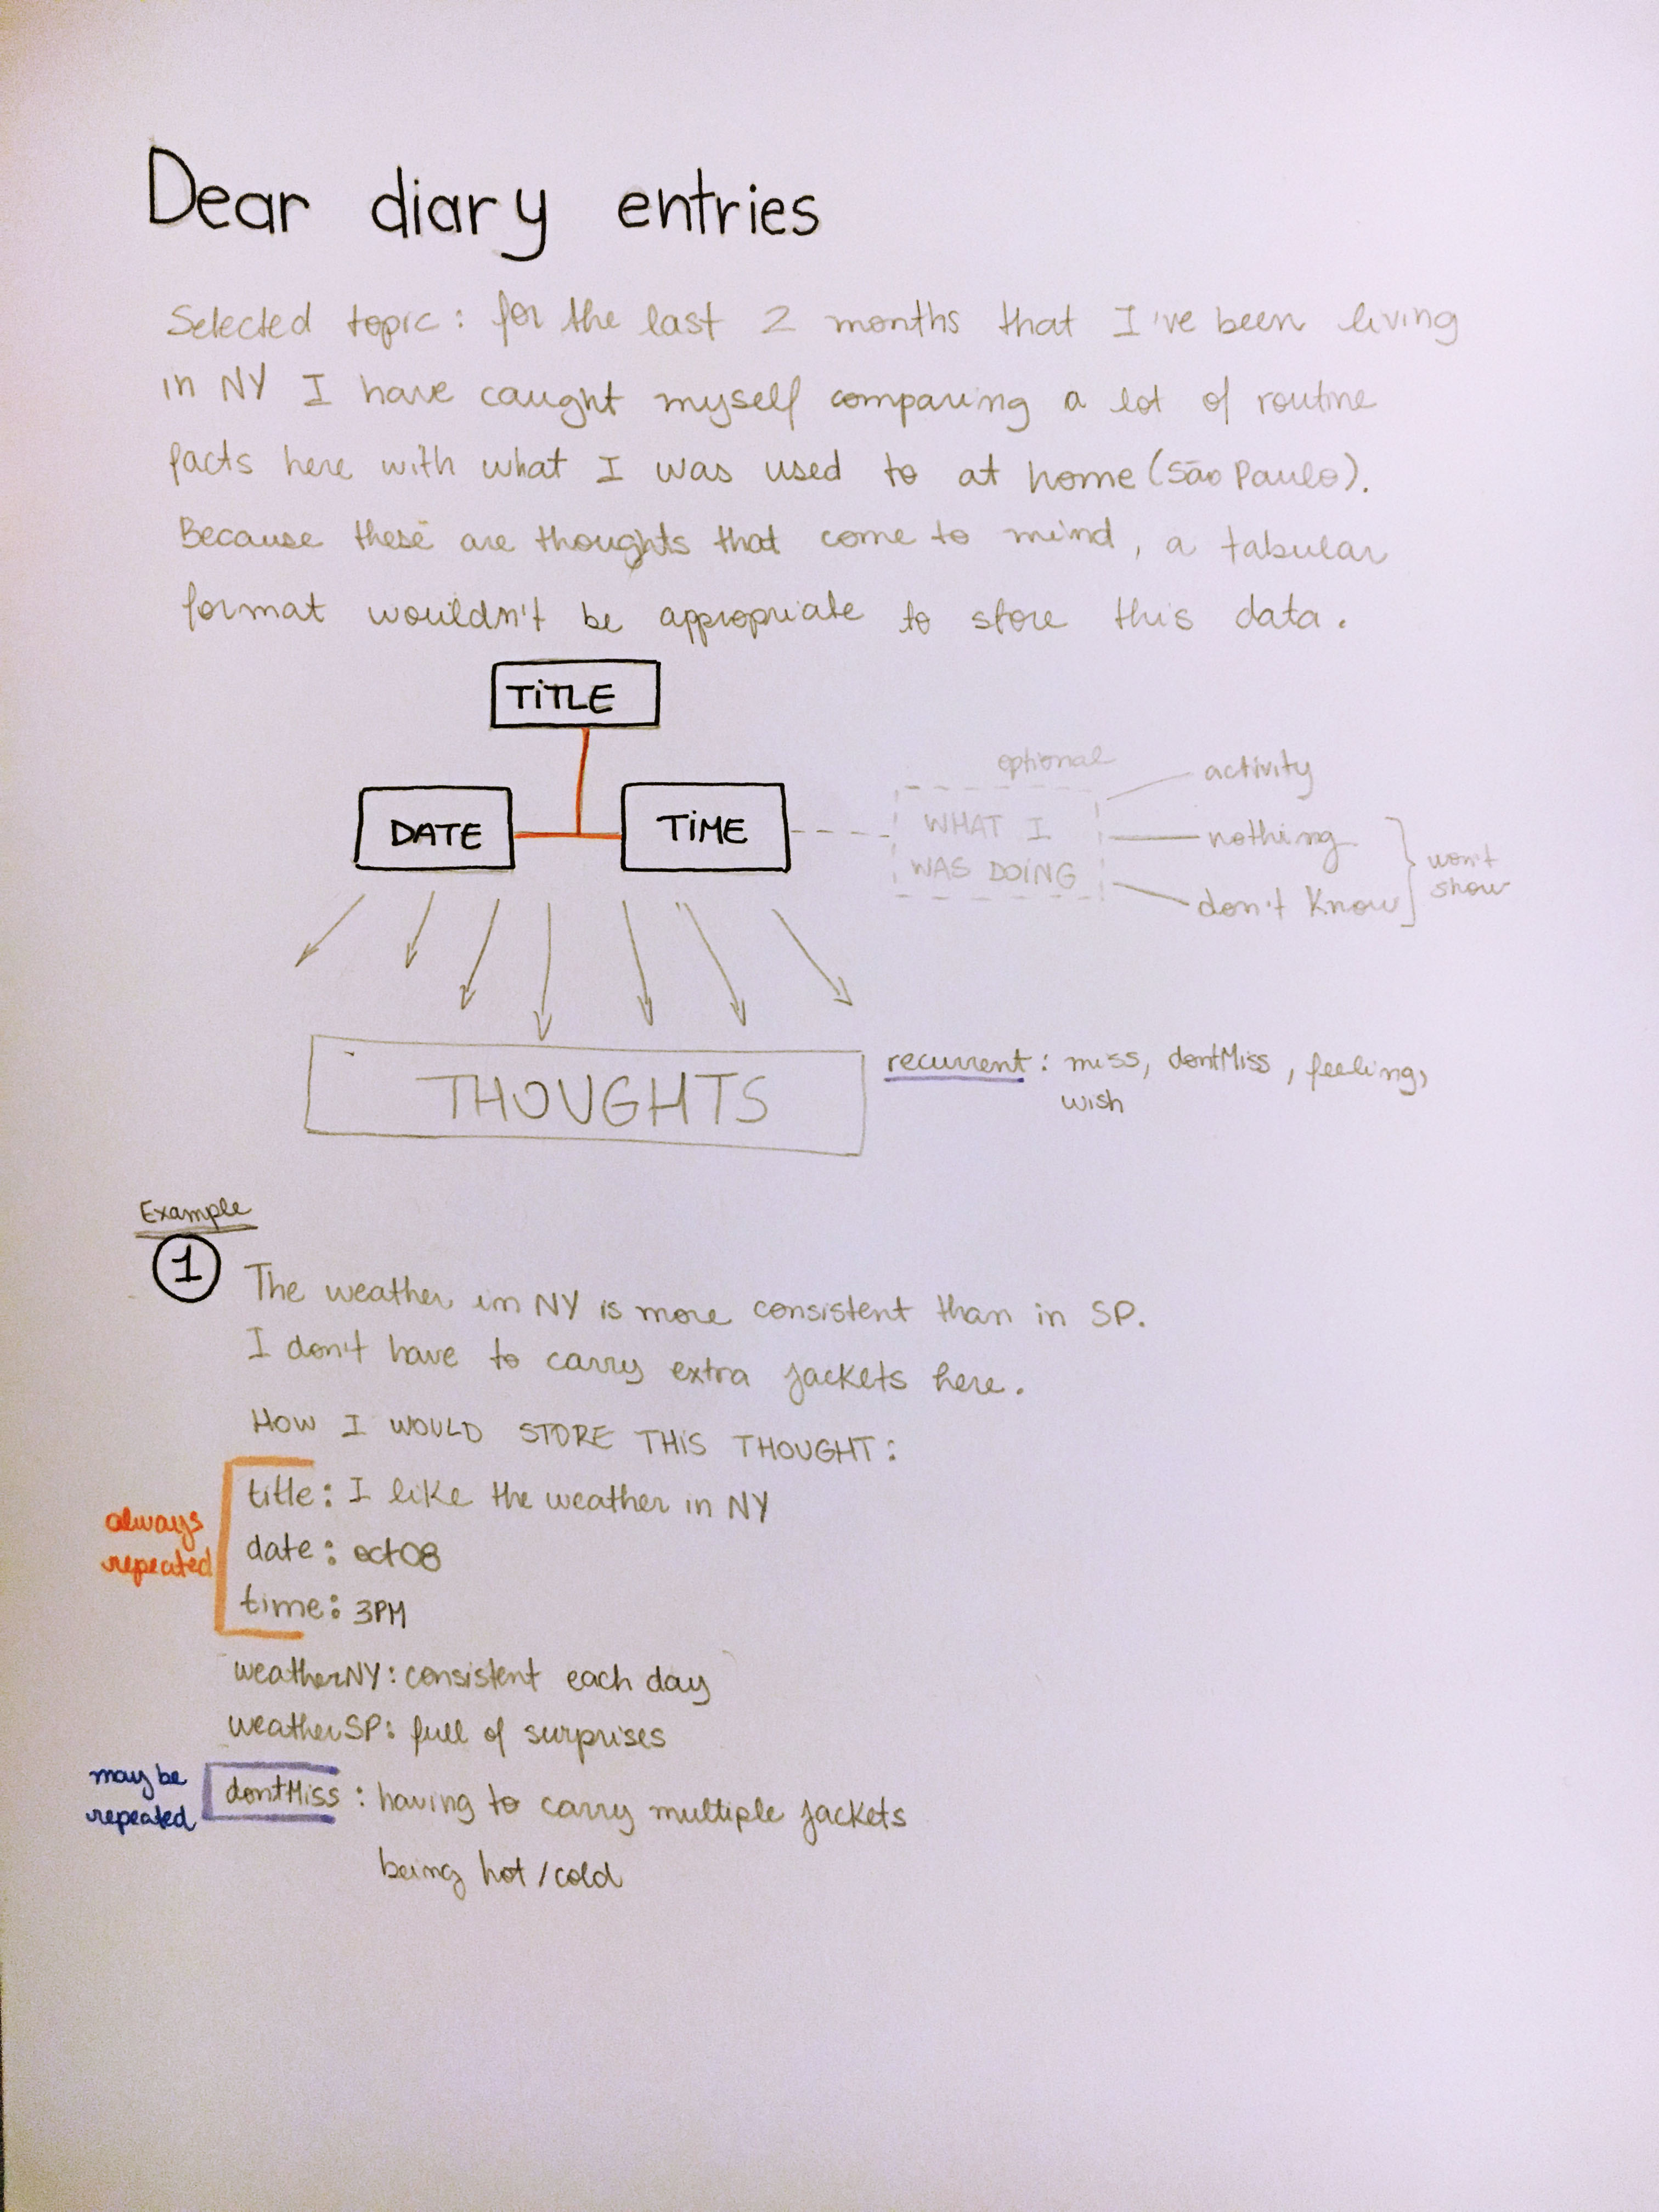 Dear diary entries
Selected topic: for the last 2 months that I've been living
in NY I have caught myself comparing a lot of routine
facts here with what I was used to at home (São Paulo).
Because these are thoughts that come to mind, a tabular
format wouldn't be appropriate to store this data.
TITLE
DATE
TIME
optional
WHAT I
WAS DOING
activity
nothing
don't know
won't
show
THOUGHTS
recurrent: miss, dontMiss, feeling,
wish
Example
1
The weather in NY is more consistent than in SP.
I don't have to carry extra jackets here.
HOW I WOULD STORE THIS THOUGHT:
always
repeated
title: I like the weather in NY
date: oct08
time: 3PM
weatherNY: consistent each day
weatherSP: full of surprises
may be
repeated
dontMiss: having to carry multiple jackets
being hot/cold